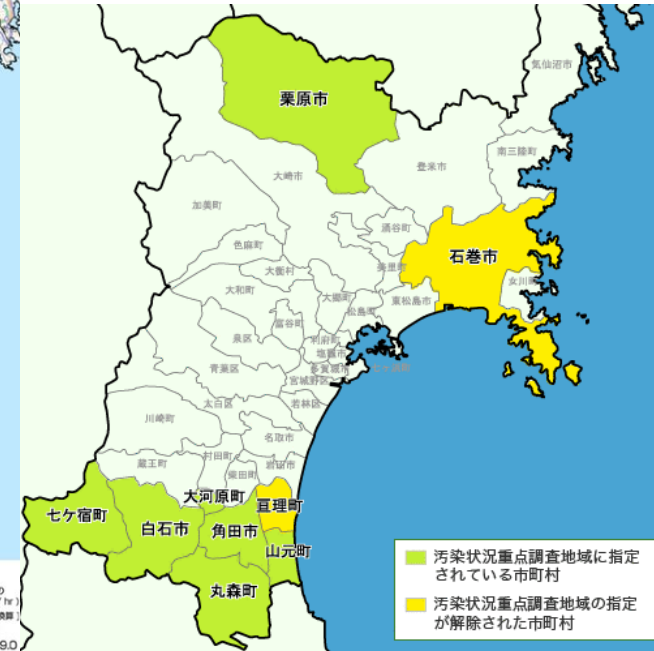 気仙沼市
栗原市
南三陸町
登米市
大崎市
加美町
涌谷町
色麻町
石巻市
美里町
大衡村
女川町
大和町
大郷町
東松島市
松島町
富谷町
泉区
利府町
塩竈市
多賀城市
七ヶ浜町
青葉区
宮城野区
太白区
若林区
川崎町
名取市
村田町
蔵王町
岩沼市
柴田町
大河原町
亘理町
七ケ宿町
白石市
角田市
山元町
丸森町
汚染状況重点調査地域に指定
されている市町村
汚染状況重点調査地域の指定
が解除された市町村
の
/ hr )
換算 )
9.0